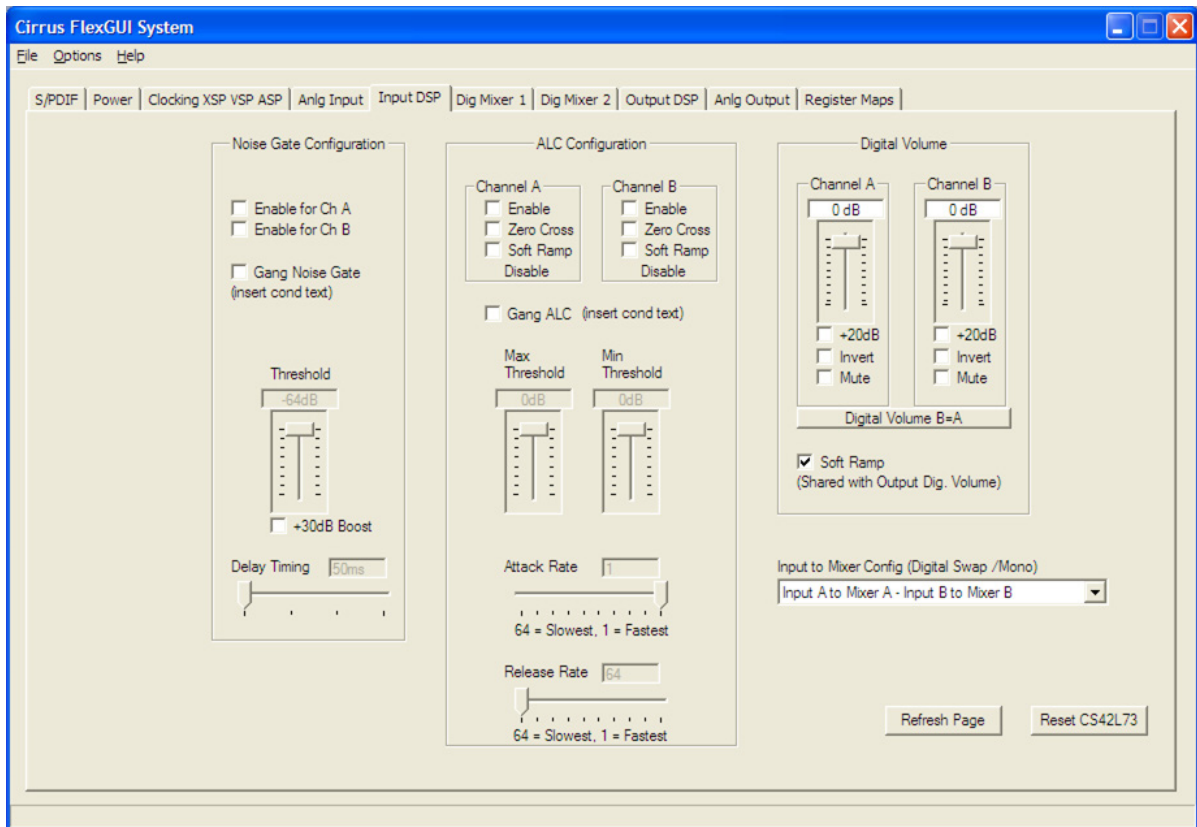 Cirrus FlexGUI System
File Options Help
S/PDIF Power Clocking XSP VSP ASP Anlg Input Input DSP Dig Mixer 1 Dig Mixer 2 Output DSP Anlg Output Register Maps
Noise Gate Configuration
Enable for Ch A
Enable for Ch B
Gang Noise Gate
(insert cond text)
Threshold
-64dB
+30dB Boost
Delay Timing 50ms
ALC Configuration
Channel A
Enable
Zero Cross
Soft Ramp
Disable
Channel B
Enable
Zero Cross
Soft Ramp
Disable
Gang ALC (insert cond text)
Max
Threshold
0dB
Min
Threshold
0dB
Attack Rate 1
64 = Slowest, 1 = Fastest
Release Rate 64
64 = Slowest, 1 = Fastest
Digital Volume
Channel A
0 dB
+20dB
Invert
Mute
Channel B
0 dB
+20dB
Invert
Mute
Digital Volume B=A
Soft Ramp
(Shared with Output Dig. Volume)
Input to Mixer Config (Digital Swap /Mono)
Input A to Mixer A - Input B to Mixer B
Refresh Page
Reset CS42L73